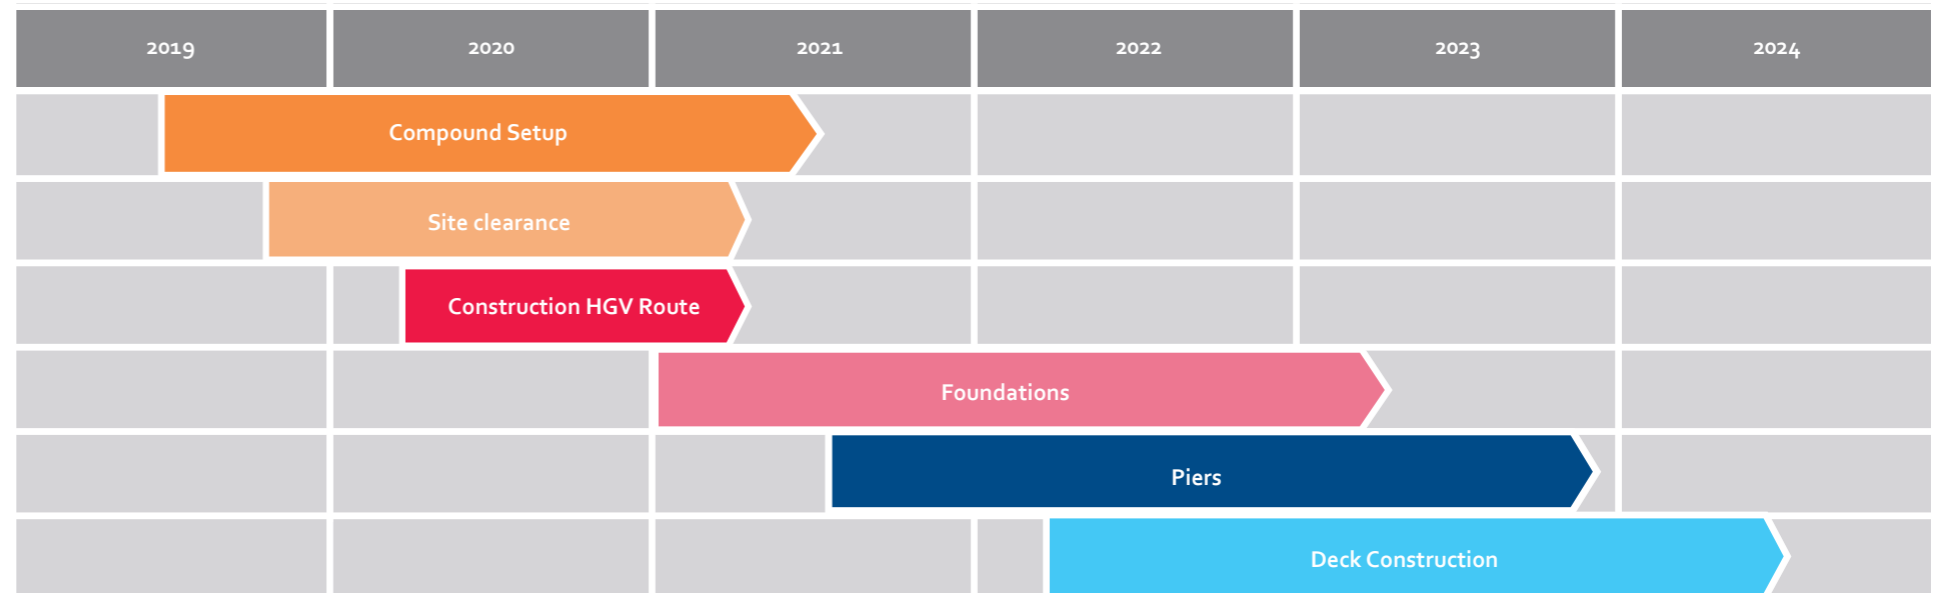 2019
2020
2021
2022
2023
2024
Compound Setup
Site clearance
Construction HGV Route
Foundations
Piers
Deck Construction